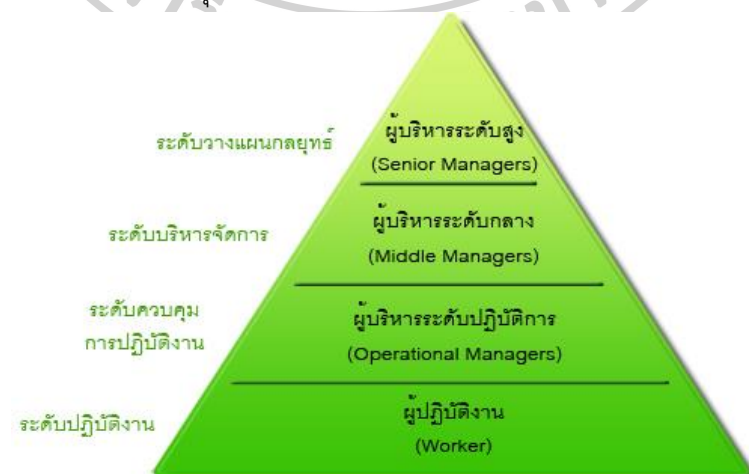 ระดับวางแผนกลยุทธ์
ผู้บริหารระดับสูง
(Senior Managers)
ระดับบริหารจัดการ
ผู้บริหารระดับกลาง
(Middle Managers)
ระดับควบคุม
การปฏิบัติงาน
ผู้บริหารระดับปฏิบัติการ
(Operational Managers)
ระดับปฏิบัติงาน
ผู้ปฏิบัติงาน
(Worker)